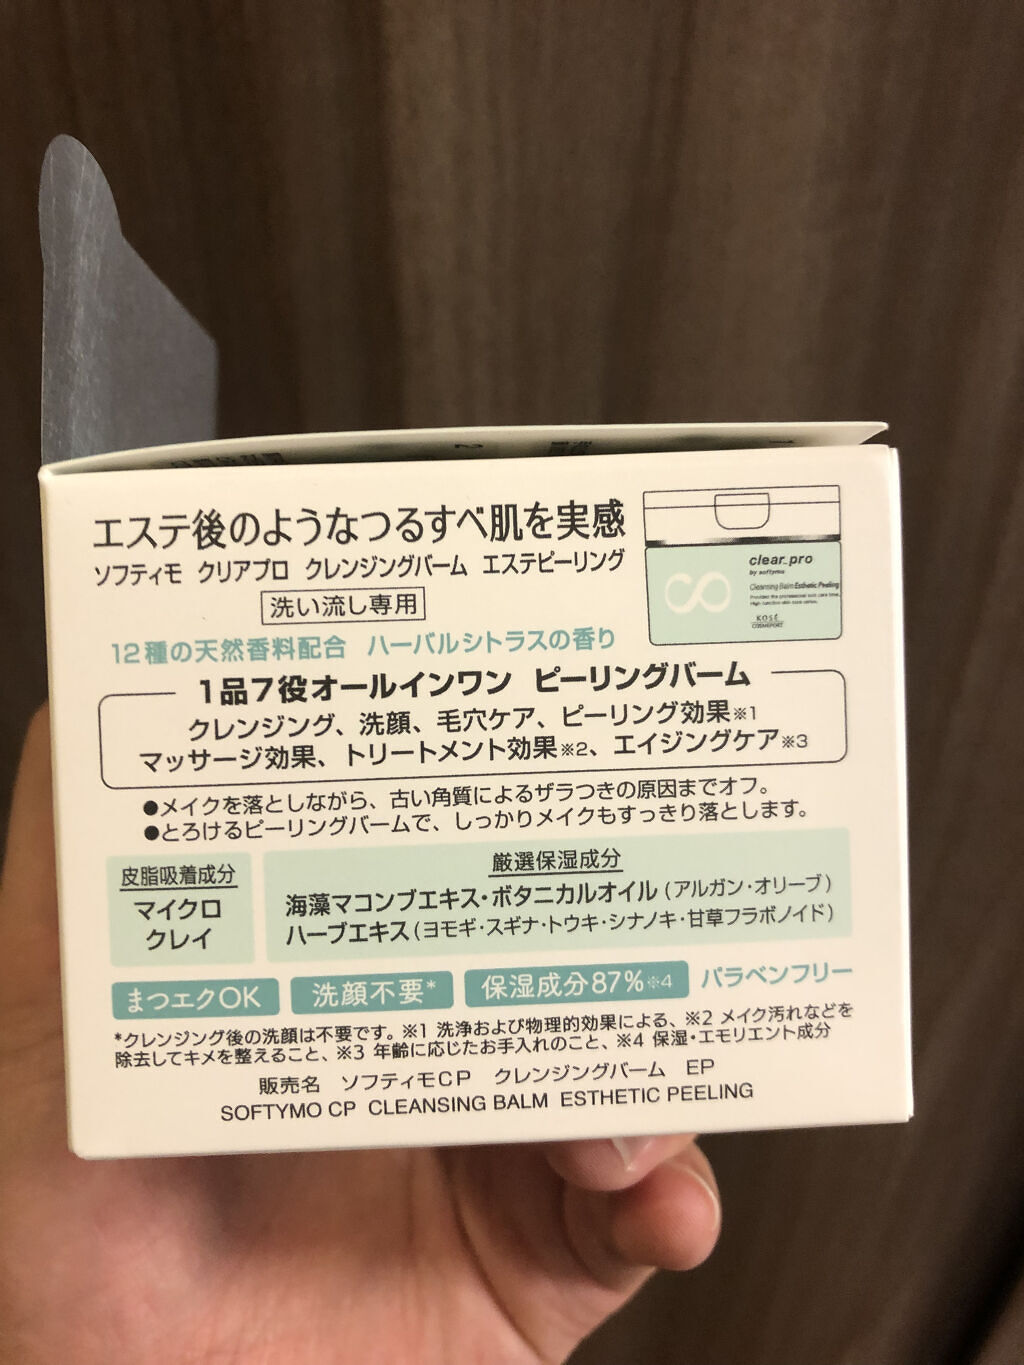 エステ後のようなつるすべ肌を実感
ソフティモ クリアプロ クレンジングバーム エステピーリング
洗い流し専用
12種の天然香料配合 ハーバルシトラスの香り
clear_pro
by softymo
Cleansing Balm Esthetic Peeling
KOSÉ
COSMEPORT
1品7役オールインワン ピーリングバーム
クレンジング、洗顔、毛穴ケア、ピーリング効果※1
マッサージ効果、トリートメント効果※2、エイジングケア※3
●メイクを落としながら、古い角質によるザラつきの原因までオフ。
●とろけるピーリングバームで、しっかりメイクもすっきり落とします。
皮脂吸着成分
マイクロ
クレイ
厳選保湿成分
海藻マコンブエキス・ボタニカルオイル(アルガン・オリーブ)
ハーブエキス(ヨモギ・スギナ・トウキ・シナノキ・甘草フラボノイド)
まつエクOK 洗顔不要* 保湿成分87%※4 パラベンフリー
*クレンジング後の洗顔は不要です。※1 洗浄および物理的効果による、※2 メイク汚れなどを
除去してキメを整えること、※3 年齢に応じたお手入れのこと、※4 保湿・エモリエント成分
販売名 ソフティモCP クレンジングバーム EP
SOFTYMO CP CLEANSING BALM ESTHETIC PEELING